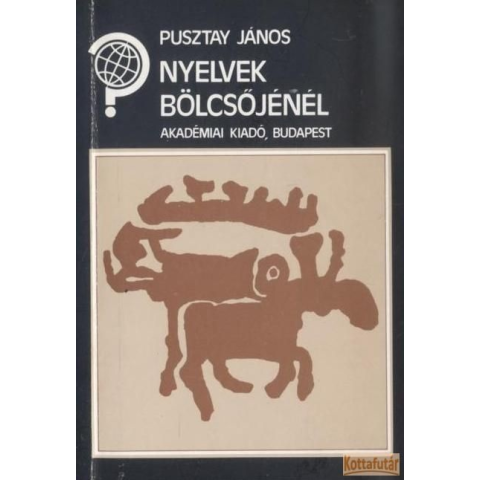 PUSZTAY JÁNOS
NYELVEK
BÖLCSŐJÉNÉL
AKADÉMIAI KIADÓ, BUDAPEST
Kottafutár